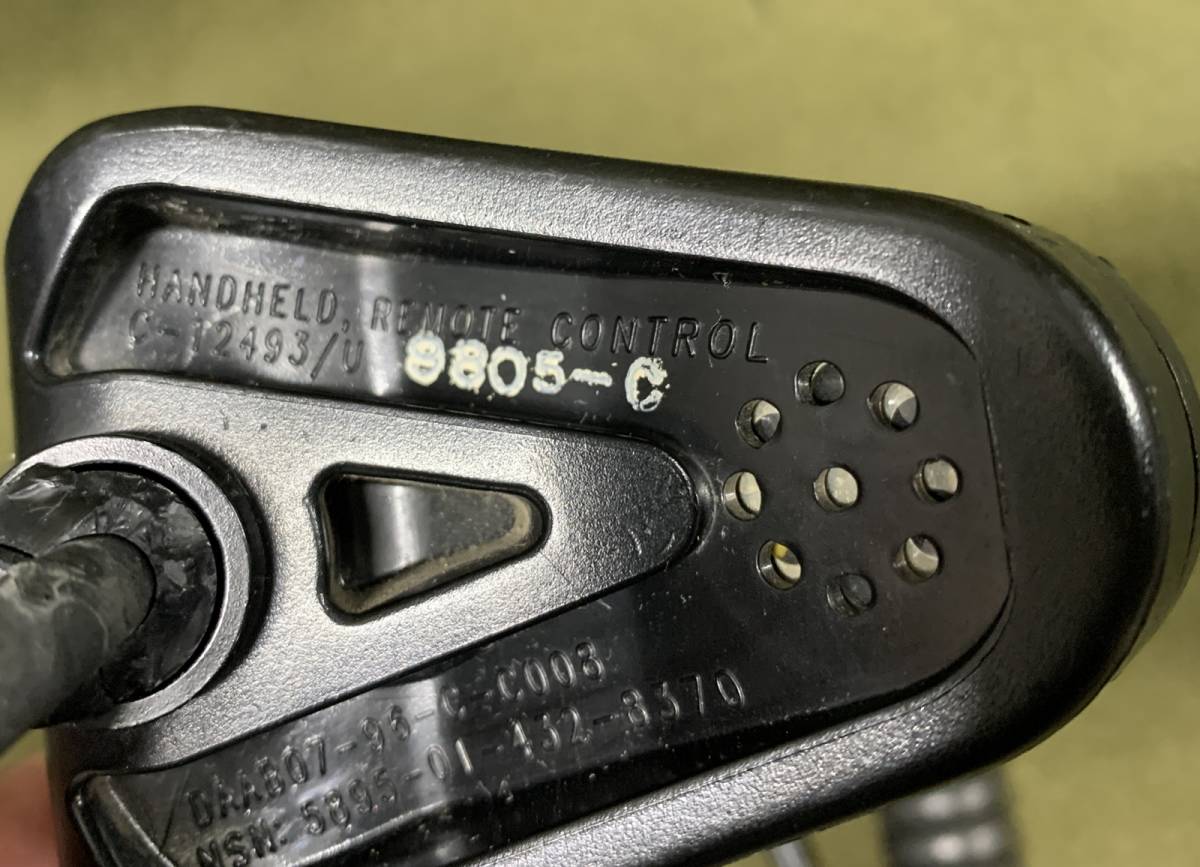 HANDHELD, REMOTE CONTROL
C-12493/U
8805-C
DAAB07-96-C-C008
NSN: 5895-01-432-8370